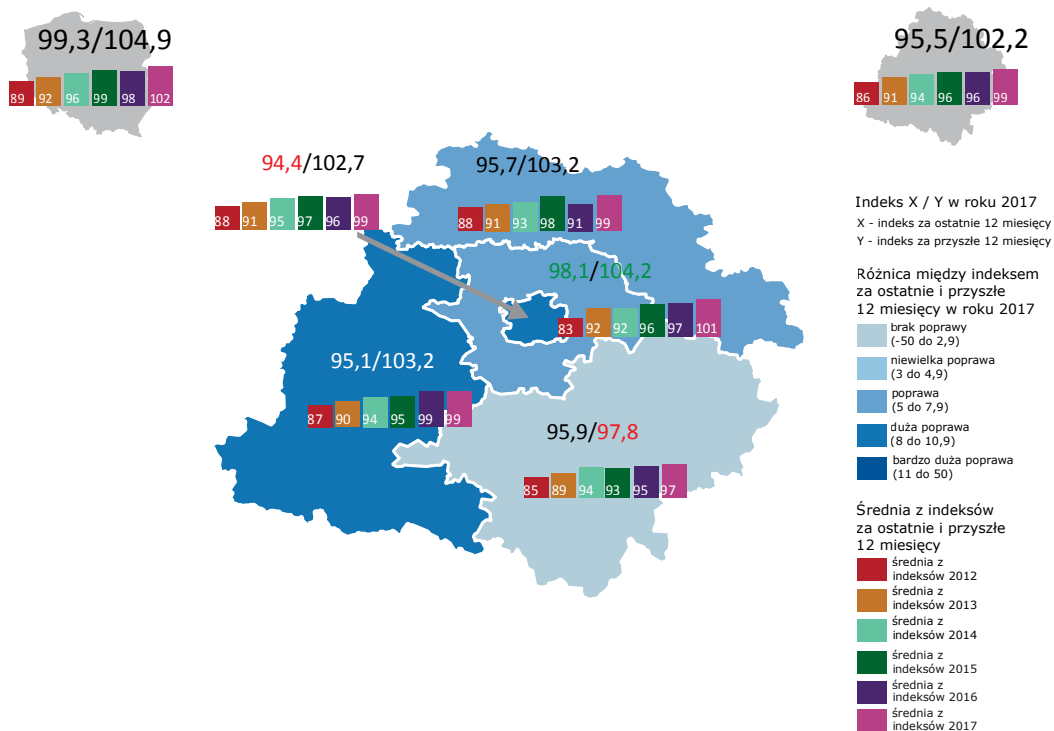 99,3/104,9
89 92 96 99 98 102
95,5/102,2
86 91 94 96 96 99
94,4/102,7
88 91 95 97 96 99
95,7/103,2
88 91 93 98 91 99
98,1/104,2
83 92 92 96 97 101
95,1/103,2
87 90 94 95 99 99
95,9/97,8
85 89 94 93 95 97
Indeks X / Y w roku 2017
X - indeks za ostatnie 12 miesięcy
Y - indeks za przyszłe 12 miesięcy
Różnica między indeksem
za ostatnie i przyszłe
12 miesięcy w roku 2017
brak poprawy
(-50 do 2,9)
niewielka poprawa
(3 do 4,9)
poprawa
(5 do 7,9)
duża poprawa
(8 do 10,9)
bardzo duża poprawa
(11 do 50)
Średnia z indeksów
za ostatnie i przyszłe
12 miesięcy
średnia z
indeksów 2012
średnia z
indeksów 2013
średnia z
indeksów 2014
średnia z
indeksów 2015
średnia z
indeksów 2016
średnia z
indeksów 2017